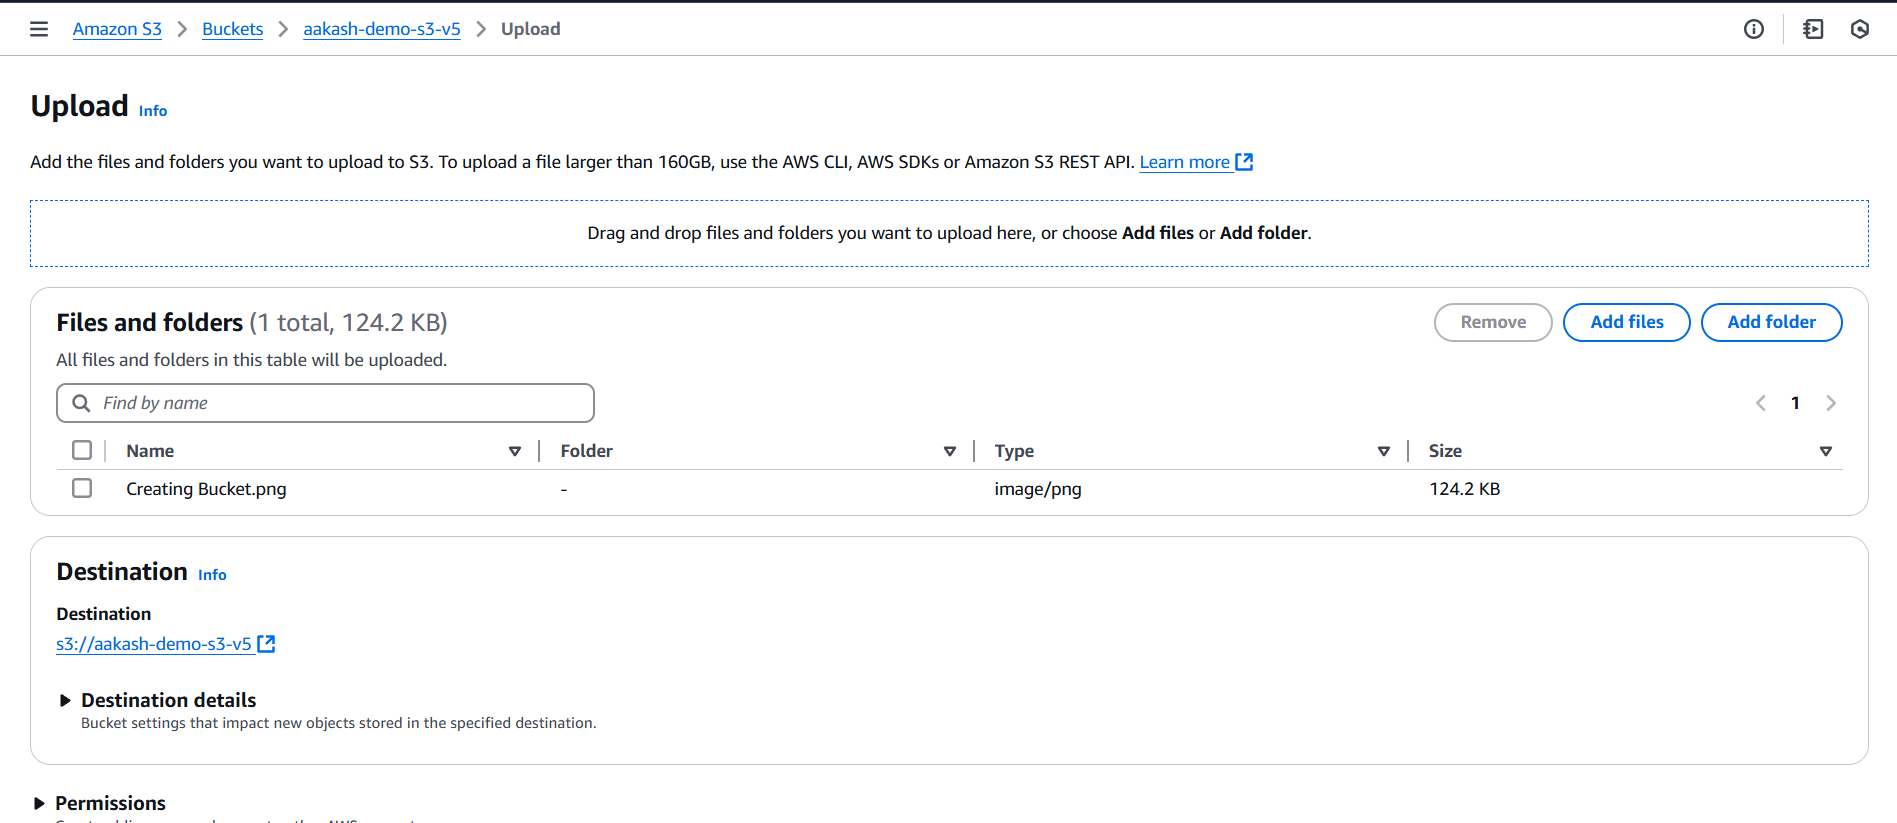 Amazon S3 > Buckets > aakash-demo-s3-v5 > Upload
Upload Info
Add the files and folders you want to upload to S3. To upload a file larger than 160GB, use the AWS CLI, AWS SDKs or Amazon S3 REST API. Learn more
Drag and drop files and folders you want to upload here, or choose Add files or Add folder.
Files and folders (1 total, 124.2 KB)
Remove Add files Add folder
All files and folders in this table will be uploaded.
Find by name
1
Name Folder Type Size
Creating Bucket.png - image/png 124.2 KB
Destination Info
Destination
s3://aakash-demo-s3-v5
Destination details
Bucket settings that impact new objects stored in the specified destination.
Permissions